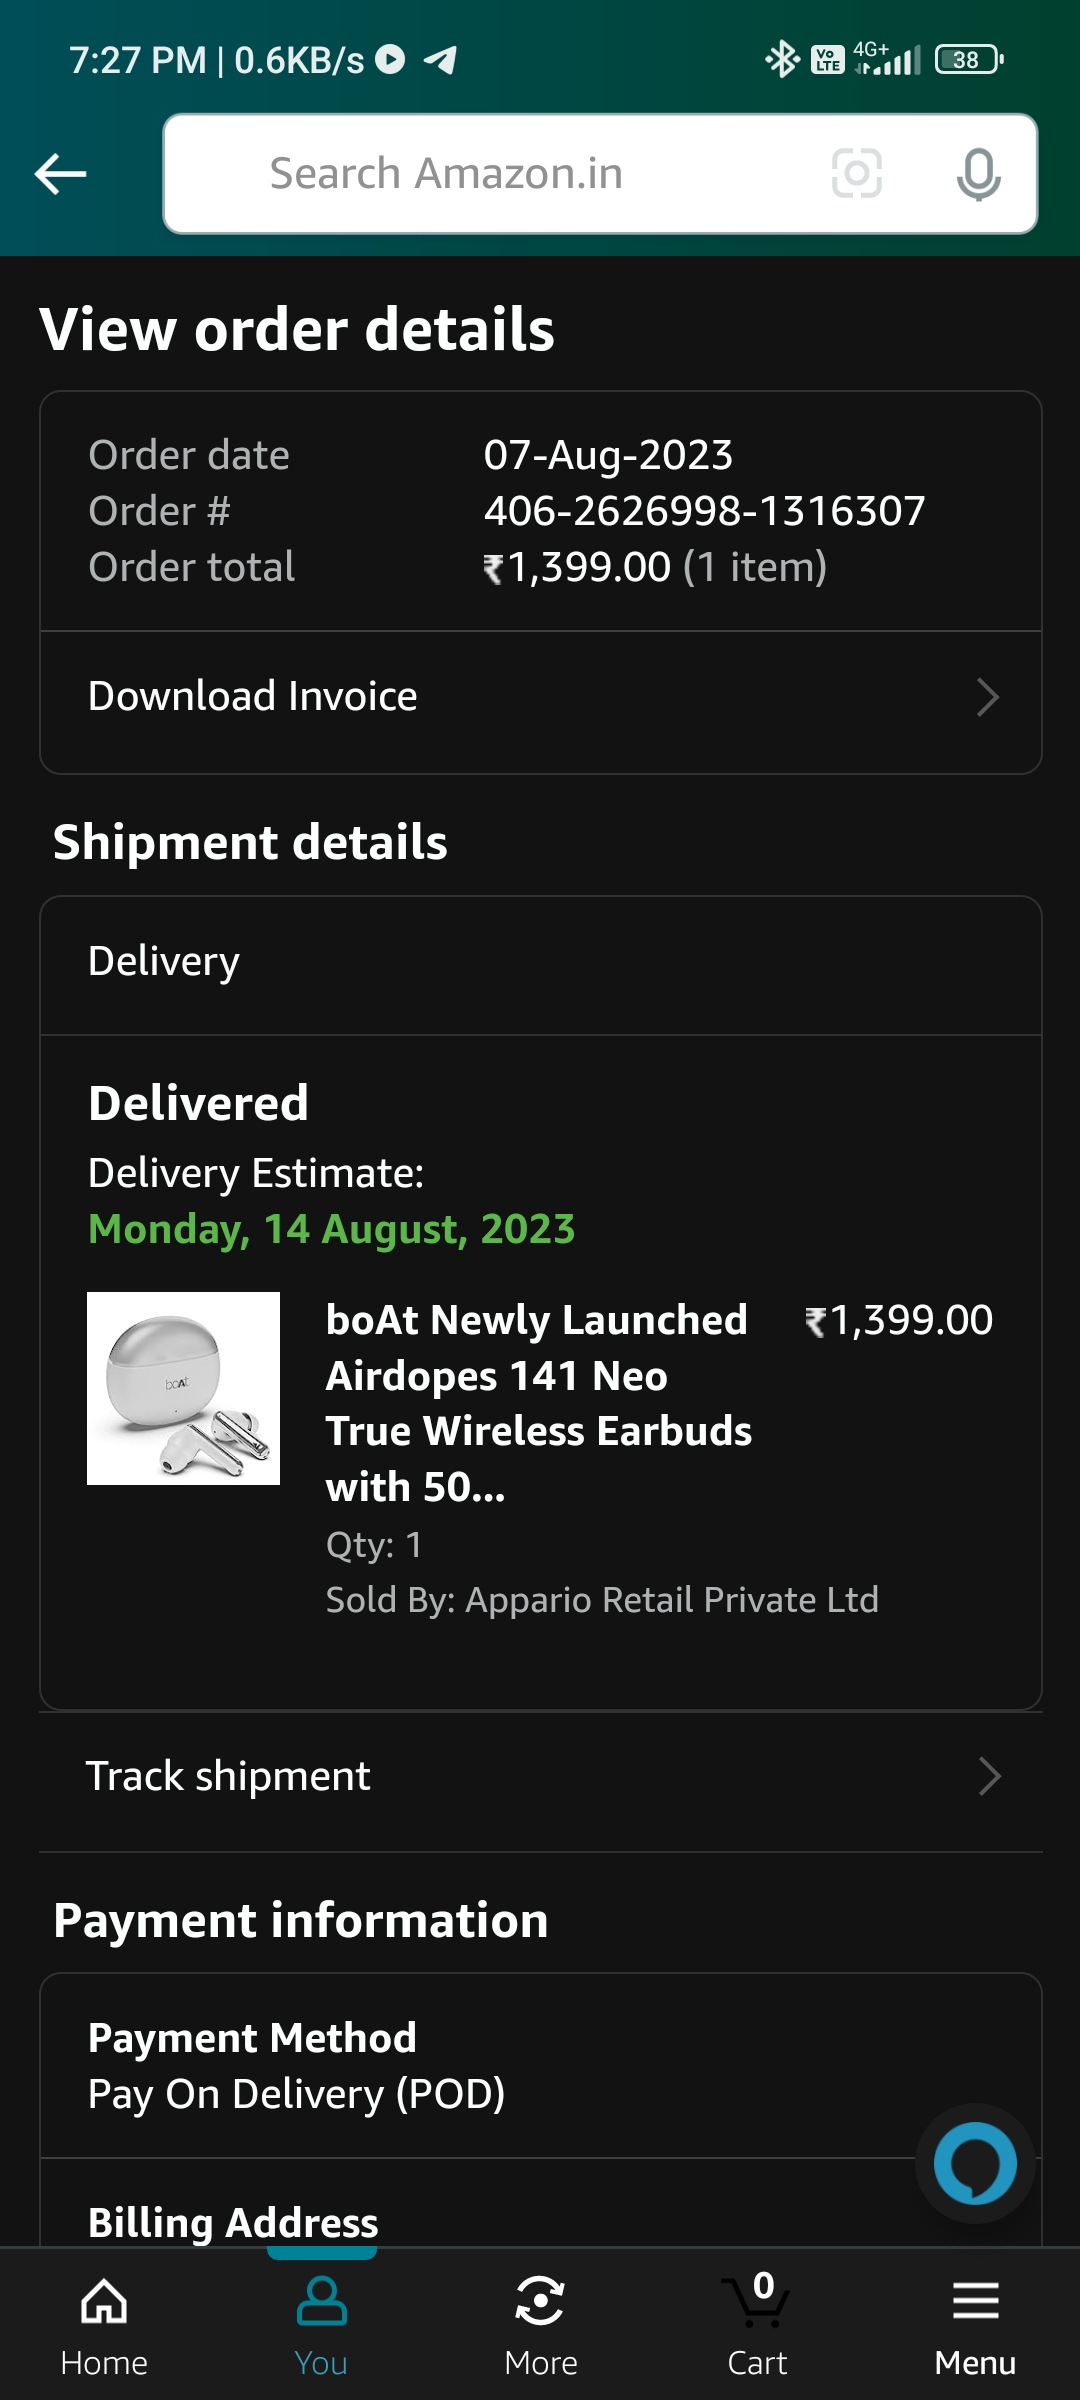 7:27 PM | 0.6KB/s
Vo LTE 4G+ 38
Search Amazon.in
View order details
Order date 07-Aug-2023
Order # 406-2626998-1316307
Order total ₹1,399.00 (1 item)
Download Invoice
Shipment details
Delivery
Delivered
Delivery Estimate:
Monday, 14 August, 2023
boAt
boAt Newly Launched ₹1,399.00
Airdopes 141 Neo
True Wireless Earbuds
with 50...
Qty: 1
Sold By: Appario Retail Private Ltd
Track shipment
Payment information
Payment Method
Pay On Delivery (POD)
Billing Address
0
Home You More Cart Menu